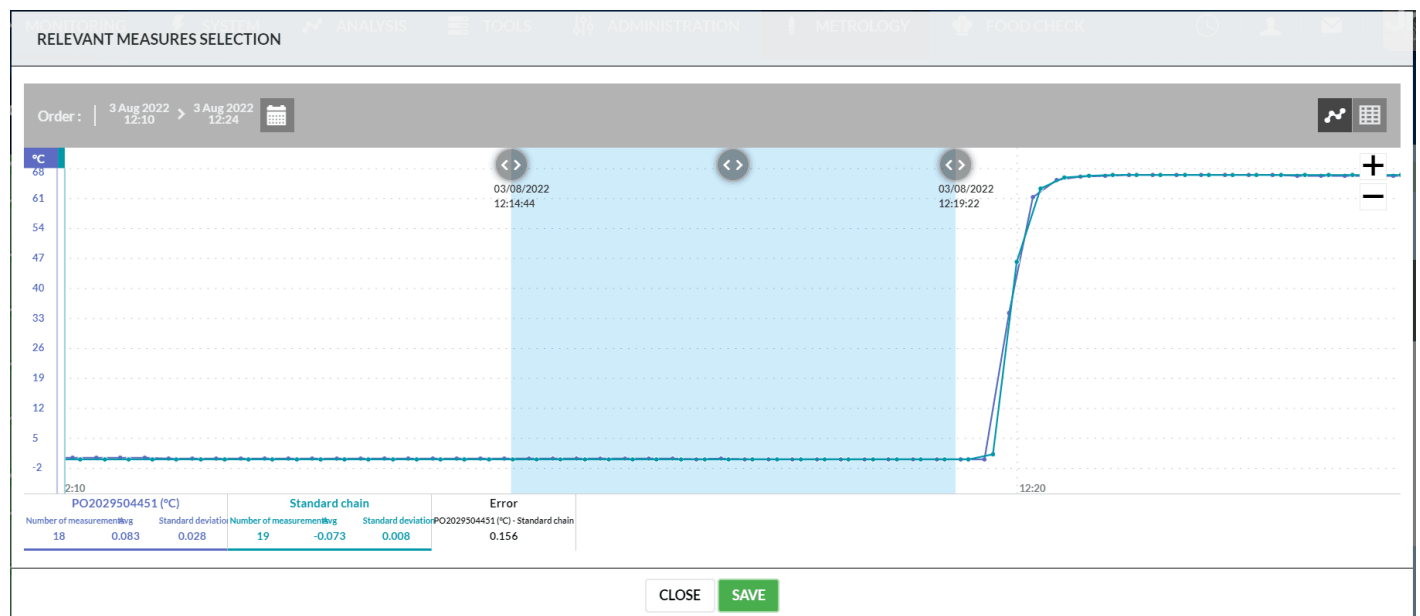 MONITORING SYSTEM ANALYSIS TOOLS ADMINISTRATION METROLOGY FOOD CHECK
RELEVANT MEASURES SELECTION
Order : 3 Aug 2022 12:10 > 3 Aug 2022 12:24
°C
68
61
54
47
40
33
26
19
12
5
-2
03/08/2022
12:14:44
03/08/2022
12:19:22
+
−
2:10 12:20
PO2029504451 (°C) Standard chain Error
Number of measurements Avg Standard deviation Number of measurements Avg Standard deviation PO2029504451 (°C) - Standard chain
18 0.083 0.028 19 -0.073 0.008 0.156
CLOSE SAVE